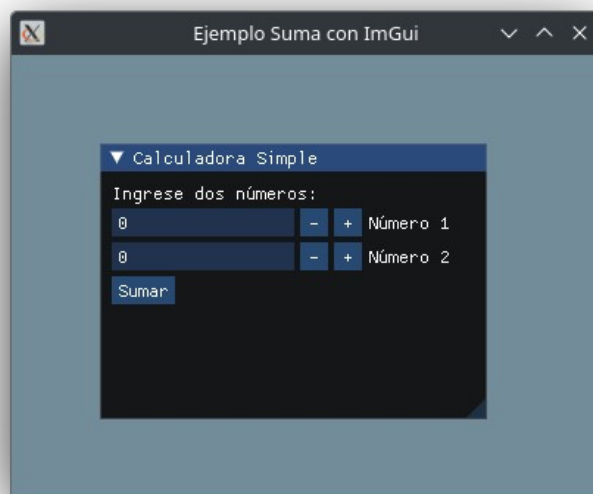 Ejemplo Suma con ImGui
Calculadora Simple
Ingrese dos números:
0 - + Número 1
0 - + Número 2
Sumar